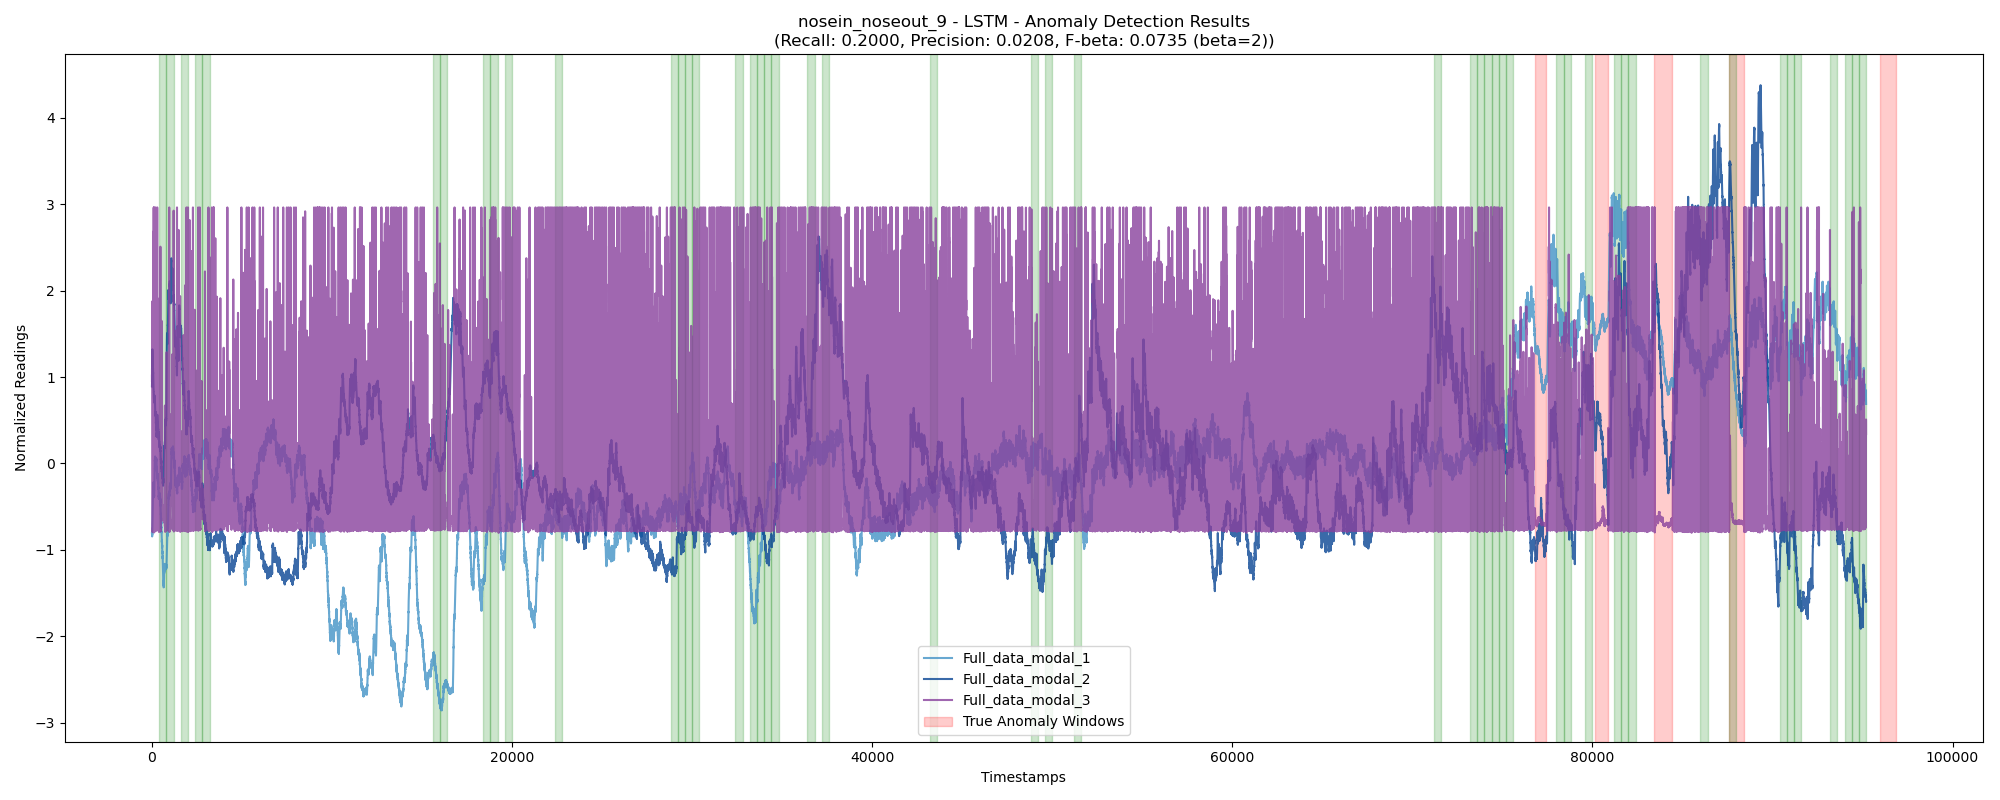 nosein_noseout_9 - LSTM - Anomaly Detection Results
(Recall: 0.2000, Precision: 0.0208, F-beta: 0.0735 (beta=2))
Normalized Readings
4
3
2
1
0
−1
−2
−3
Full_data_modal_1
Full_data_modal_2
Full_data_modal_3
True Anomaly Windows
0
20000
40000
60000
80000
100000
Timestamps